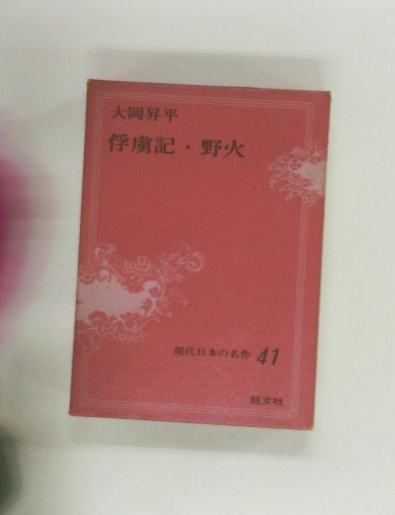 大岡昇平
俘虜記・野火
現代日本の名作 41
旺文社